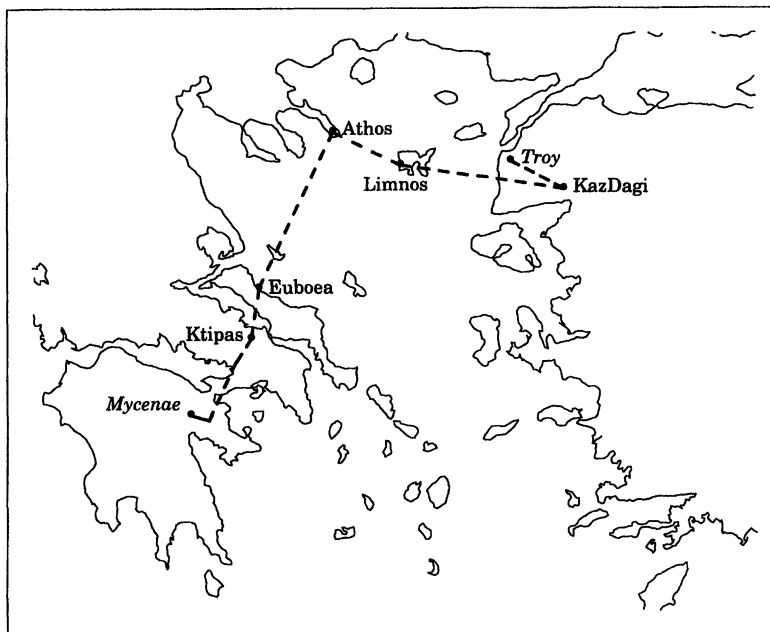 Athos
Troy
Limnos
KazDagi
Euboea
Ktipas
Mycenae